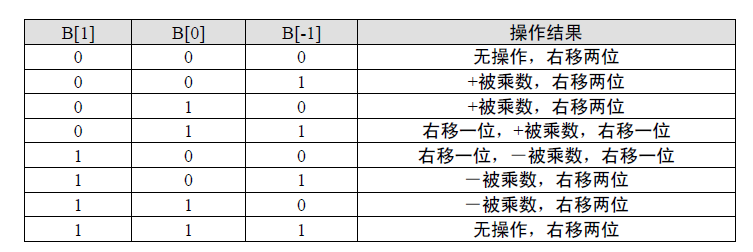 B[1] B[0] B[-1] 操作结果
0 0 0 无操作，右移两位
0 0 1 +被乘数，右移两位
0 1 0 +被乘数，右移两位
0 1 1 右移一位，+被乘数，右移一位
1 0 0 右移一位，－被乘数，右移一位
1 0 1 －被乘数，右移两位
1 1 0 －被乘数，右移两位
1 1 1 无操作，右移两位